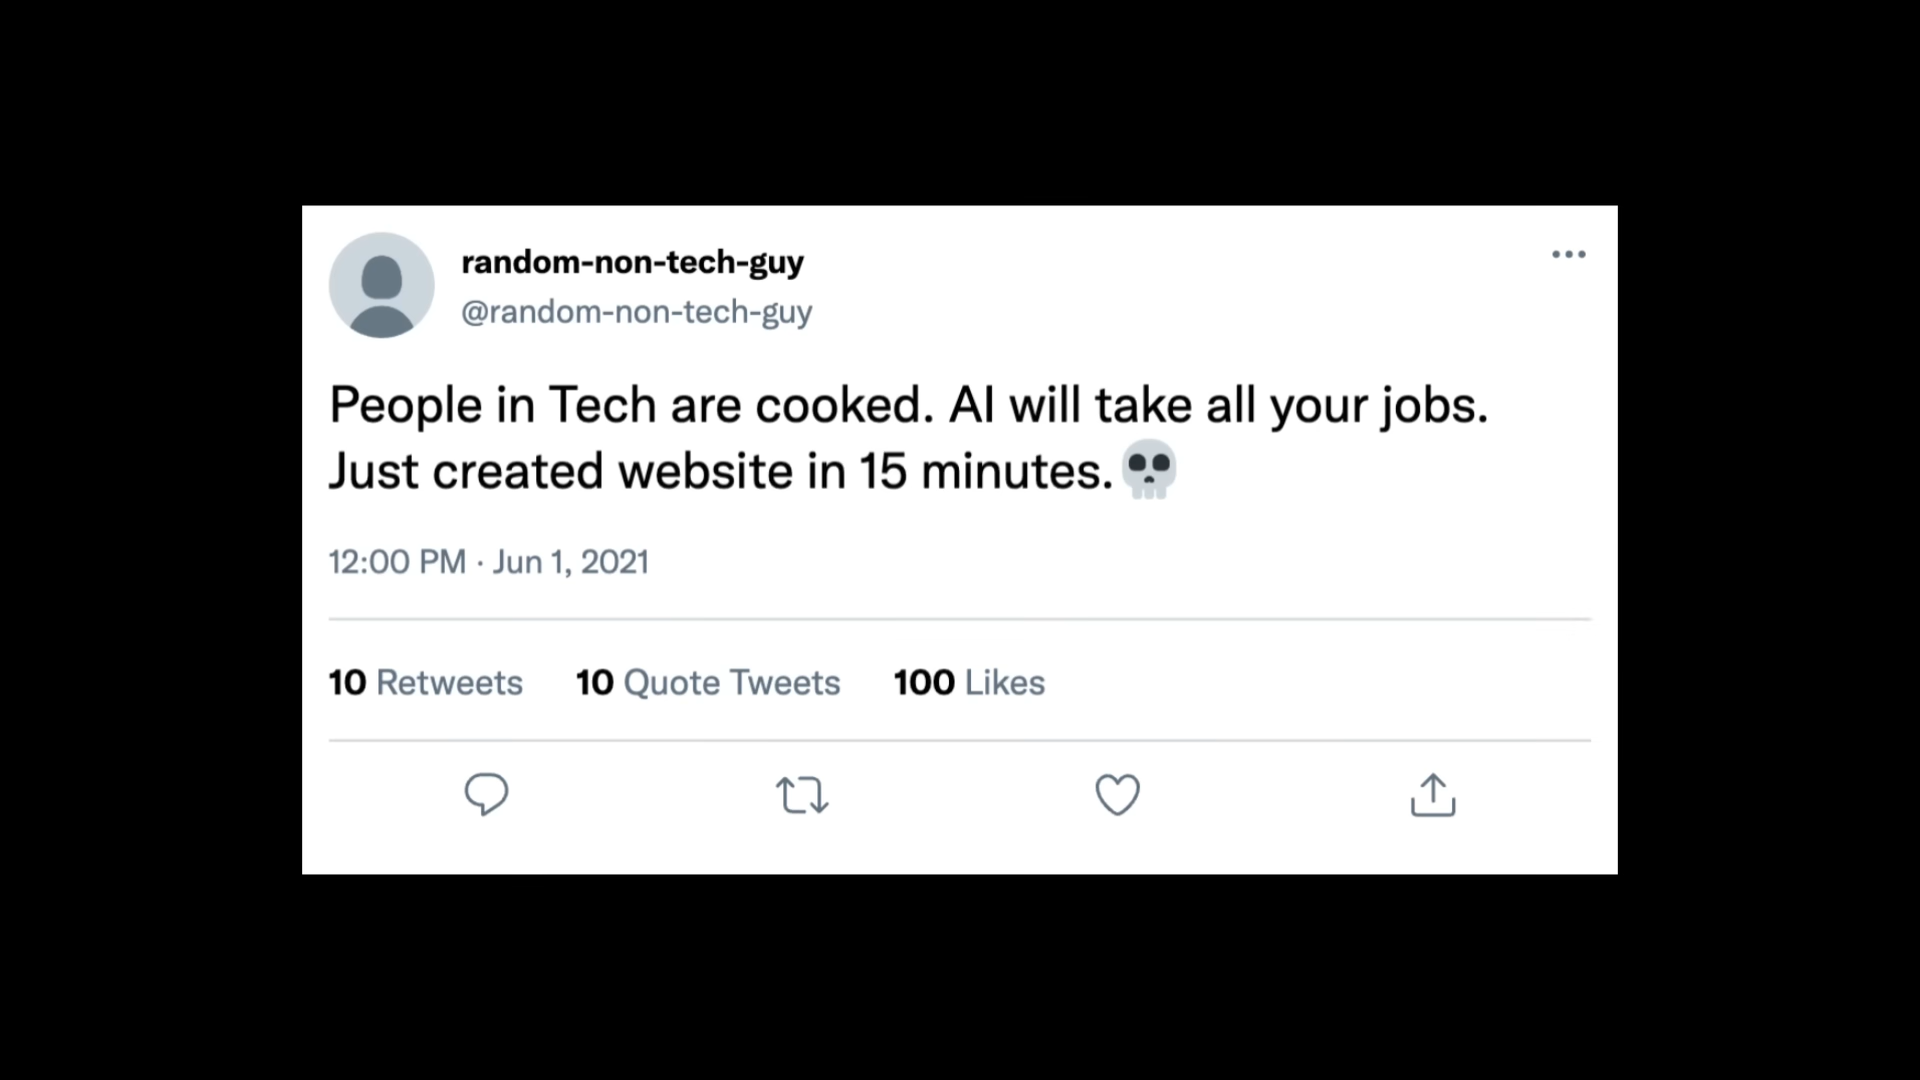 random-non-tech-guy
@random-non-tech-guy
People in Tech are cooked. AI will take all your jobs.
Just created website in 15 minutes.💀
12:00 PM · Jun 1, 2021
10 Retweets 10 Quote Tweets 100 Likes